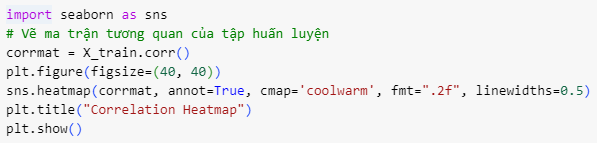 import seaborn as sns
# Vẽ ma trận tương quan của tập huấn luyện
corrmat = X_train.corr()
plt.figure(figsize=(40, 40))
sns.heatmap(corrmat, annot=True, cmap='coolwarm', fmt=".2f", linewidths=0.5)
plt.title("Correlation Heatmap")
plt.show()